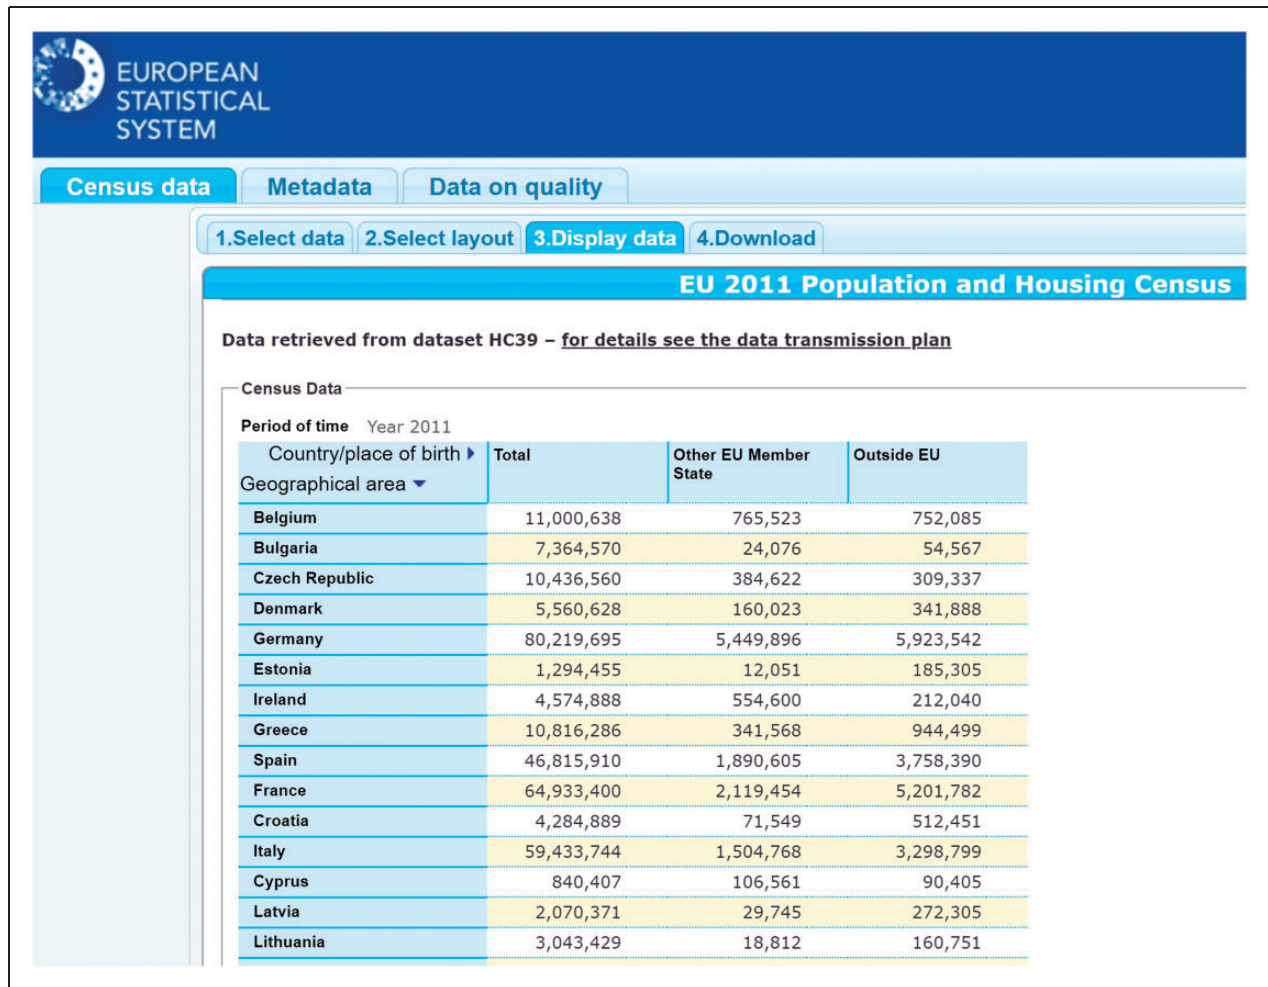 EUROPEAN
STATISTICAL
SYSTEM
Census data Metadata Data on quality
1.Select data 2.Select layout 3.Display data 4.Download
EU 2011 Population and Housing Census
Data retrieved from dataset HC39 – for details see the data transmission plan
Census Data
Period of time Year 2011
Country/place of birth Total Other EU Member State Outside EU
Geographical area
Belgium 11,000,638 765,523 752,085
Bulgaria 7,364,570 24,076 54,567
Czech Republic 10,436,560 384,622 309,337
Denmark 5,560,628 160,023 341,888
Germany 80,219,695 5,449,896 5,923,542
Estonia 1,294,455 12,051 185,305
Ireland 4,574,888 554,600 212,040
Greece 10,816,286 341,568 944,499
Spain 46,815,910 1,890,605 3,758,390
France 64,933,400 2,119,454 5,201,782
Croatia 4,284,889 71,549 512,451
Italy 59,433,744 1,504,768 3,298,799
Cyprus 840,407 106,561 90,405
Latvia 2,070,371 29,745 272,305
Lithuania 3,043,429 18,812 160,751